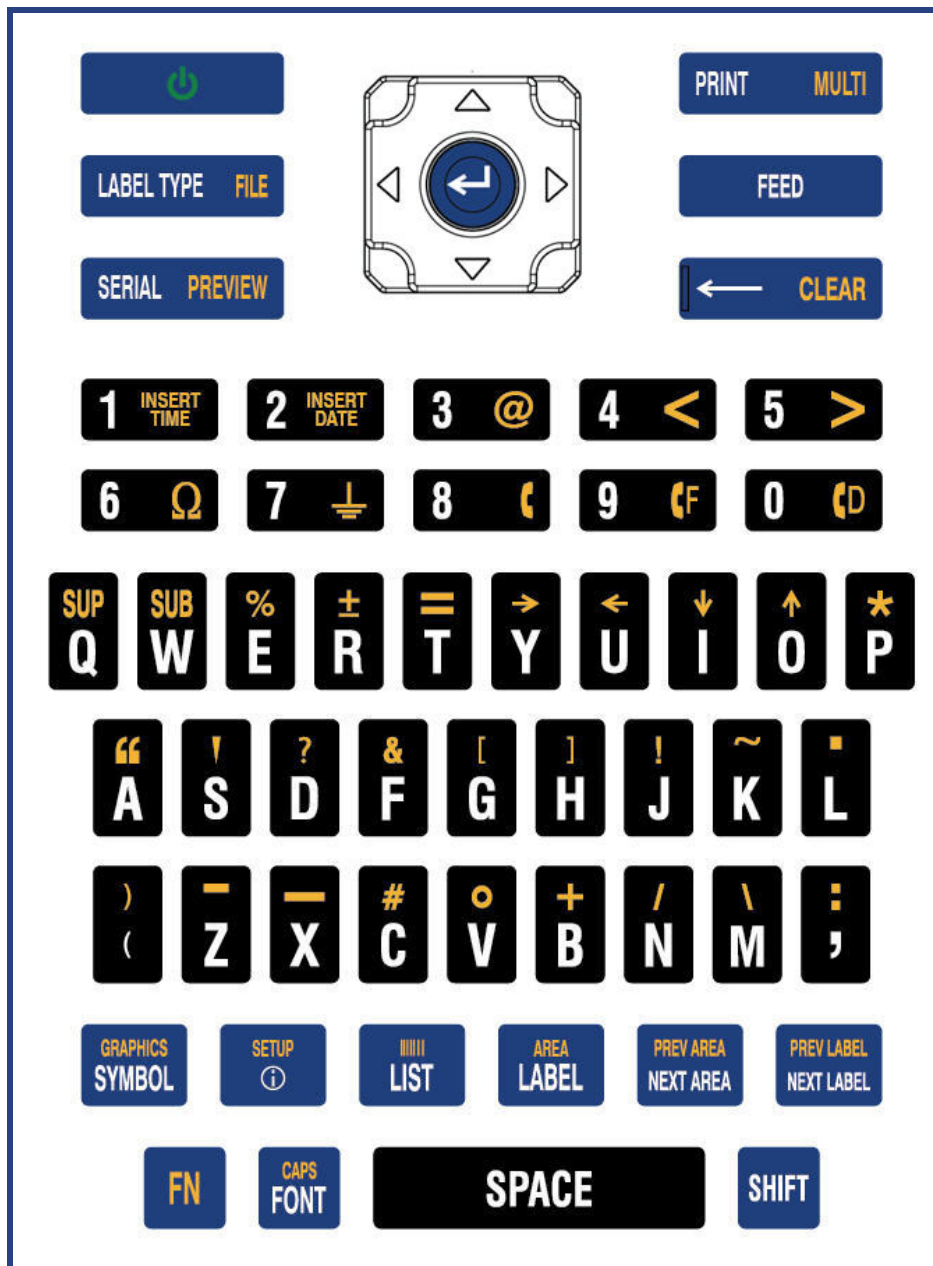 PRINT MULTI
LABEL TYPE FILE
FEED
SERIAL PREVIEW
← CLEAR
1 INSERT TIME 2 INSERT DATE 3 @ 4 < 5 >
6 Ω 7 ⏚ 8 9 F 0 D
SUP SUB % ± = → ← ↓ ↑ *
Q W E R T Y U I O P
“ ' ? & [ ] ! ~ .
A S D F G H J K L
) - — # ° + / \ :
( Z X C V B N M ,
GRAPHICS SETUP AREA PREV AREA PREV LABEL
SYMBOL ⓘ LIST LABEL NEXT AREA NEXT LABEL
CAPS
FN FONT SPACE SHIFT